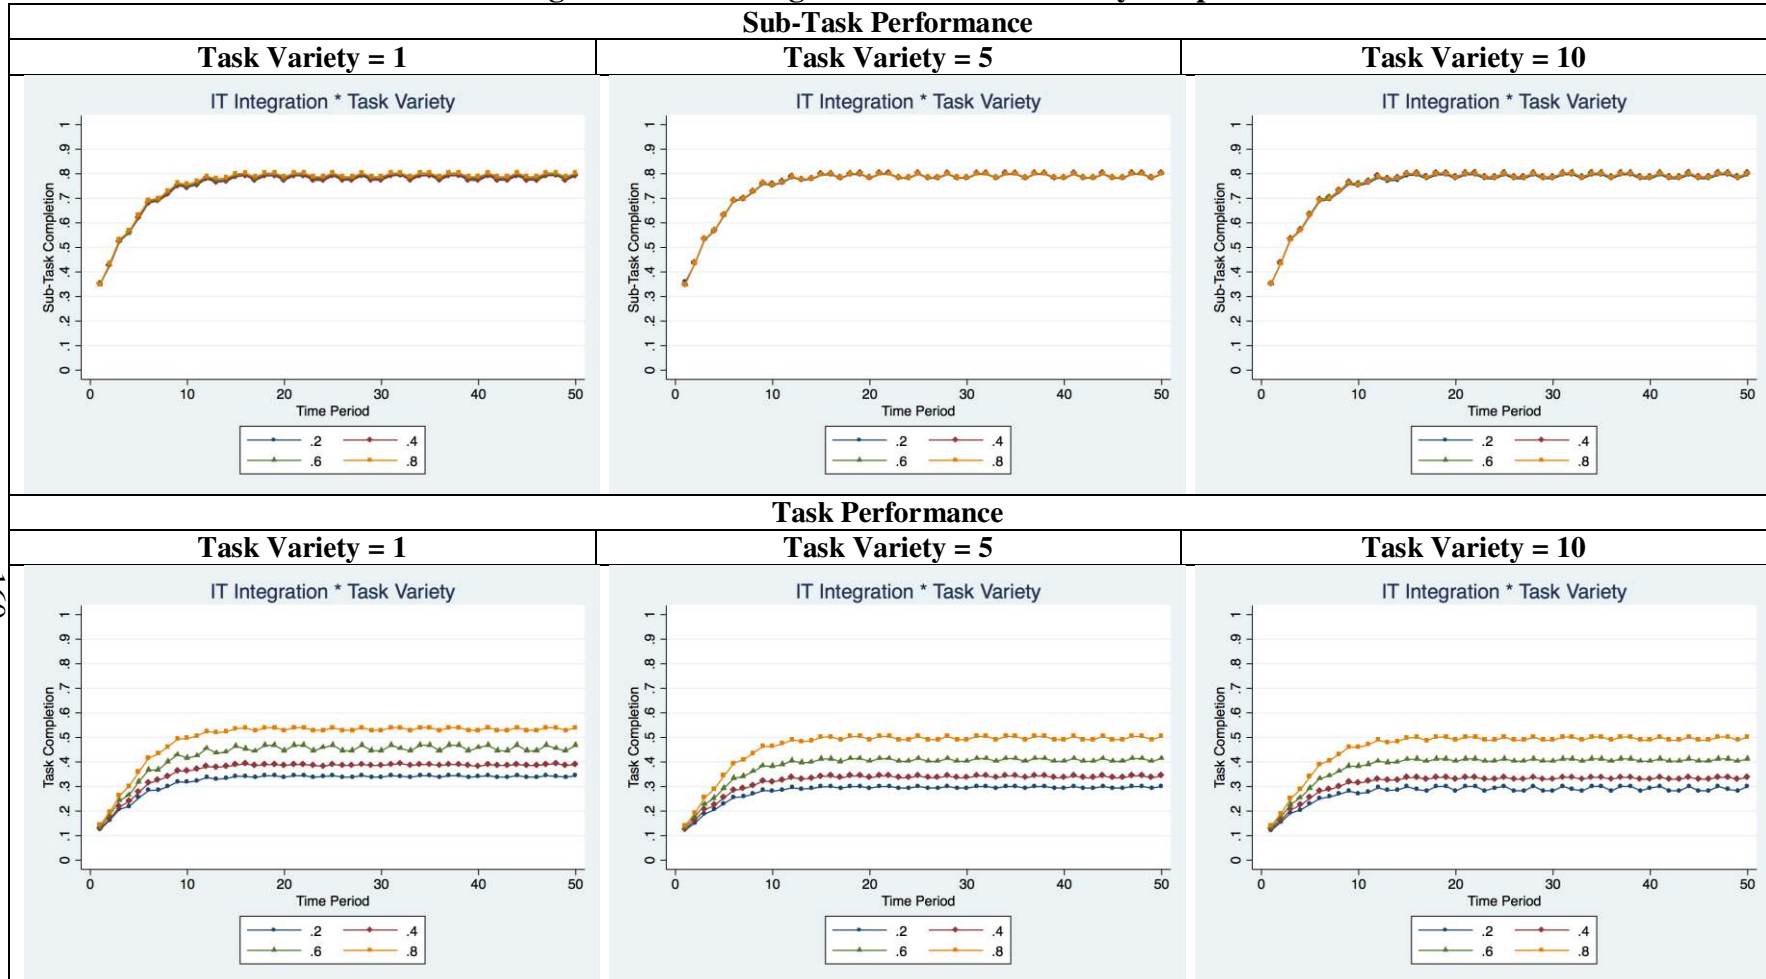 Sub-Task Performance
Task Variety = 1 Task Variety = 5 Task Variety = 10
IT Integration * Task Variety
Sub-Task Completion
1
.9
.8
.7
.6
.5
.4
.3
.2
.1
0
0 10 20 30 40 50
Time Period
.2 .4
.6 .8
IT Integration * Task Variety
Sub-Task Completion
1
.9
.8
.7
.6
.5
.4
.3
.2
.1
0
0 10 20 30 40 50
Time Period
.2 .4
.6 .8
IT Integration * Task Variety
Sub-Task Completion
1
.9
.8
.7
.6
.5
.4
.3
.2
.1
0
0 10 20 30 40 50
Time Period
.2 .4
.6 .8
Task Performance
Task Variety = 1 Task Variety = 5 Task Variety = 10
IT Integration * Task Variety
Task Completion
1
.9
.8
.7
.6
.5
.4
.3
.2
.1
0
0 10 20 30 40 50
Time Period
.2 .4
.6 .8
IT Integration * Task Variety
Task Completion
1
.9
.8
.7
.6
.5
.4
.3
.2
.1
0
0 10 20 30 40 50
Time Period
.2 .4
.6 .8
IT Integration * Task Variety
Task Completion
1
.9
.8
.7
.6
.5
.4
.3
.2
.1
0
0 10 20 30 40 50
Time Period
.2 .4
.6 .8